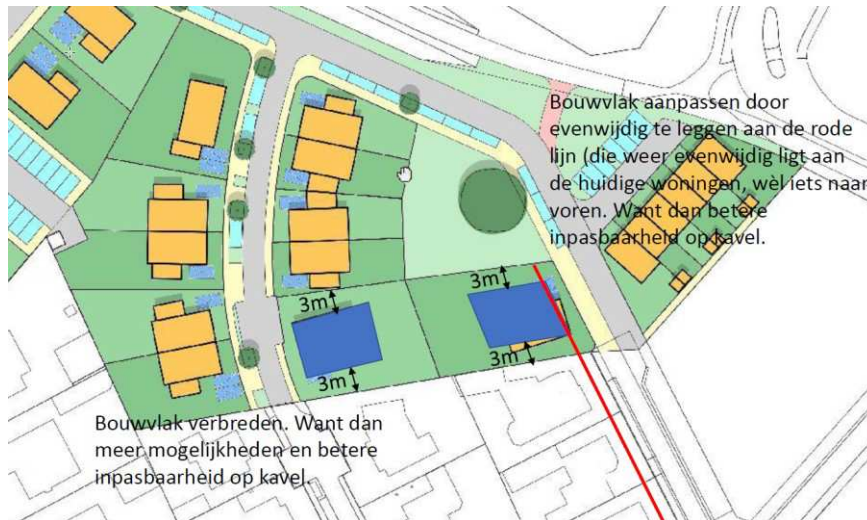 Bouwvlak aanpassen door
evenwijdig te leggen aan de rode
lijn (die weer evenwijdig ligt aan
de huidige woningen, wèl iets naar
voren. Want dan betere
inpasbaarheid op kavel.
3m
3m
3m
3m
Bouwvlak verbreden. Want dan
meer mogelijkheden en betere
inpasbaarheid op kavel.